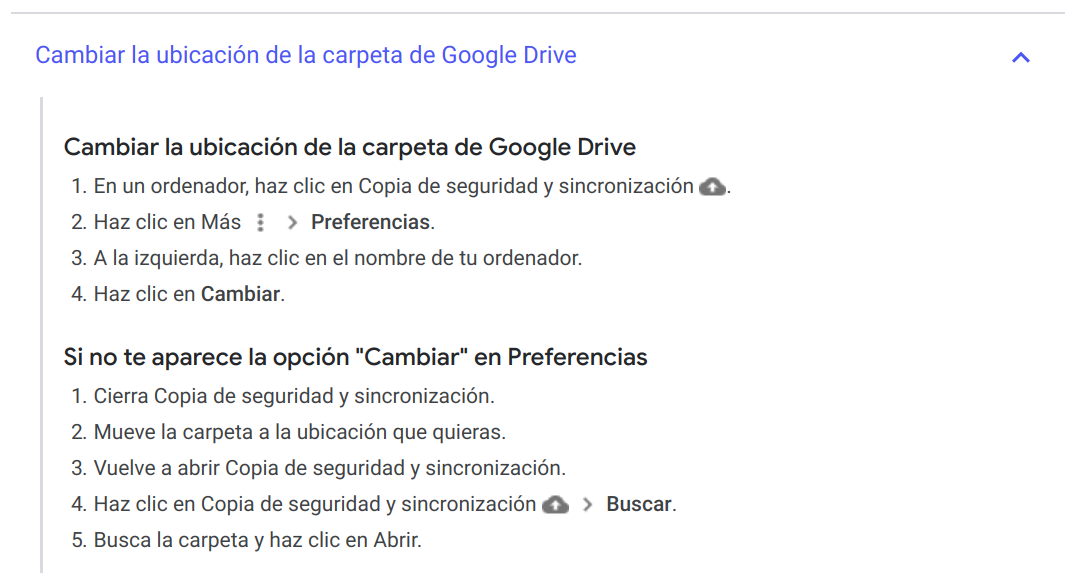 Cambiar la ubicación de la carpeta de Google Drive
Cambiar la ubicación de la carpeta de Google Drive
1. En un ordenador, haz clic en Copia de seguridad y sincronización .
2. Haz clic en Más > Preferencias.
3. A la izquierda, haz clic en el nombre de tu ordenador.
4. Haz clic en Cambiar.
Si no te aparece la opción "Cambiar" en Preferencias
1. Cierra Copia de seguridad y sincronización.
2. Mueve la carpeta a la ubicación que quieras.
3. Vuelve a abrir Copia de seguridad y sincronización.
4. Haz clic en Copia de seguridad y sincronización > Buscar.
5. Busca la carpeta y haz clic en Abrir.